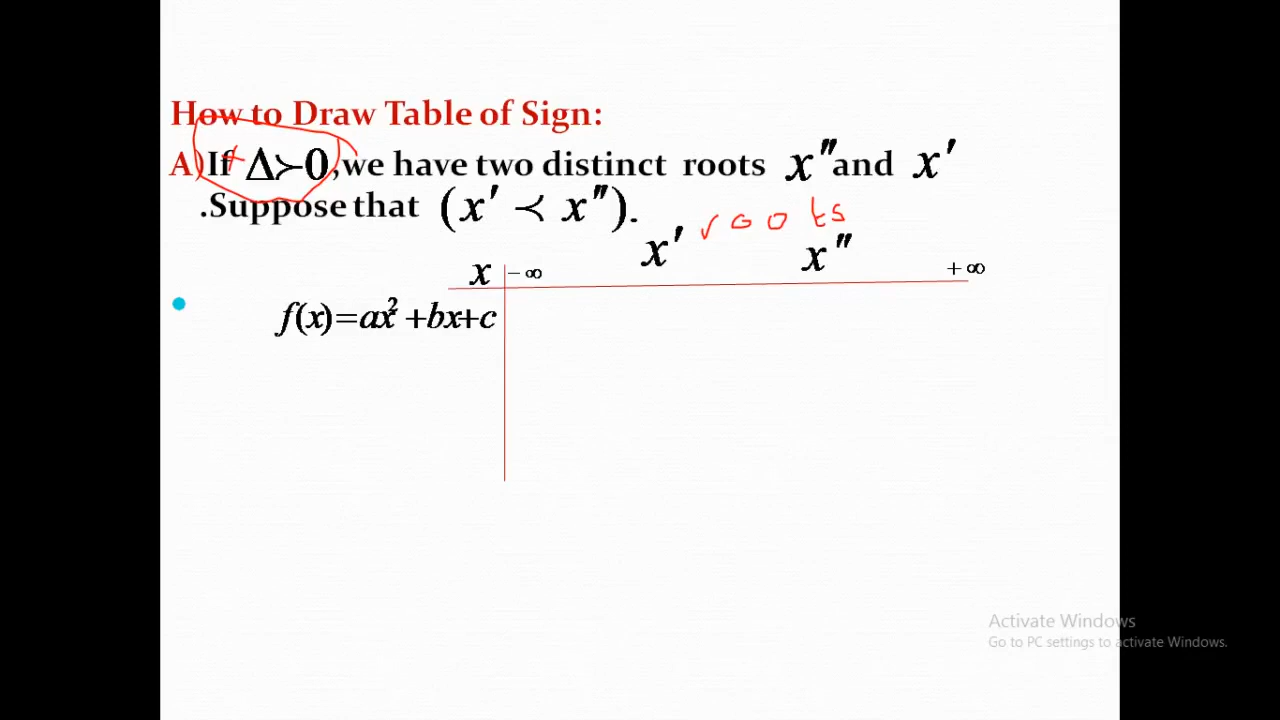 How to Draw Table of Sign:
A) If + Δ≻0, we have two distinct roots x″ and x′
.Suppose that (x′ ≺ x″).
roots
x −∞ x′ x″ +∞
f(x)=ax²+bx+c
Activate Windows
Go to PC settings to activate Windows.